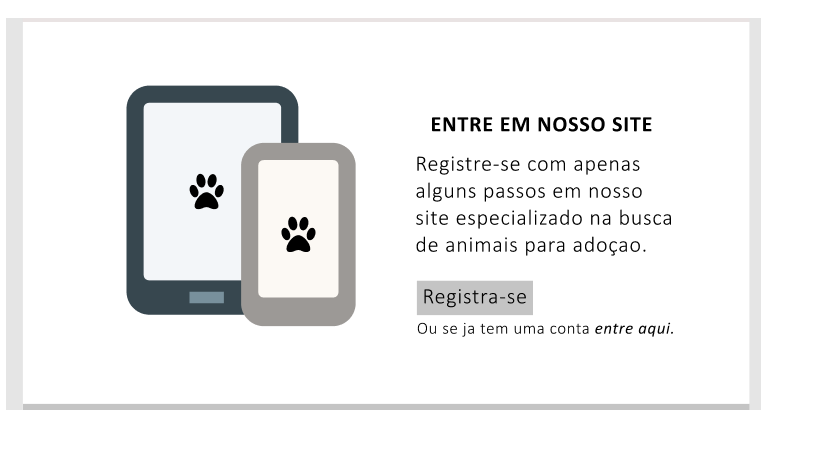 ENTRE EM NOSSO SITE
Registre-se com apenas
alguns passos em nosso
site especializado na busca
de animais para adoçao.
Registra-se
Ou se ja tem uma conta entre aqui.